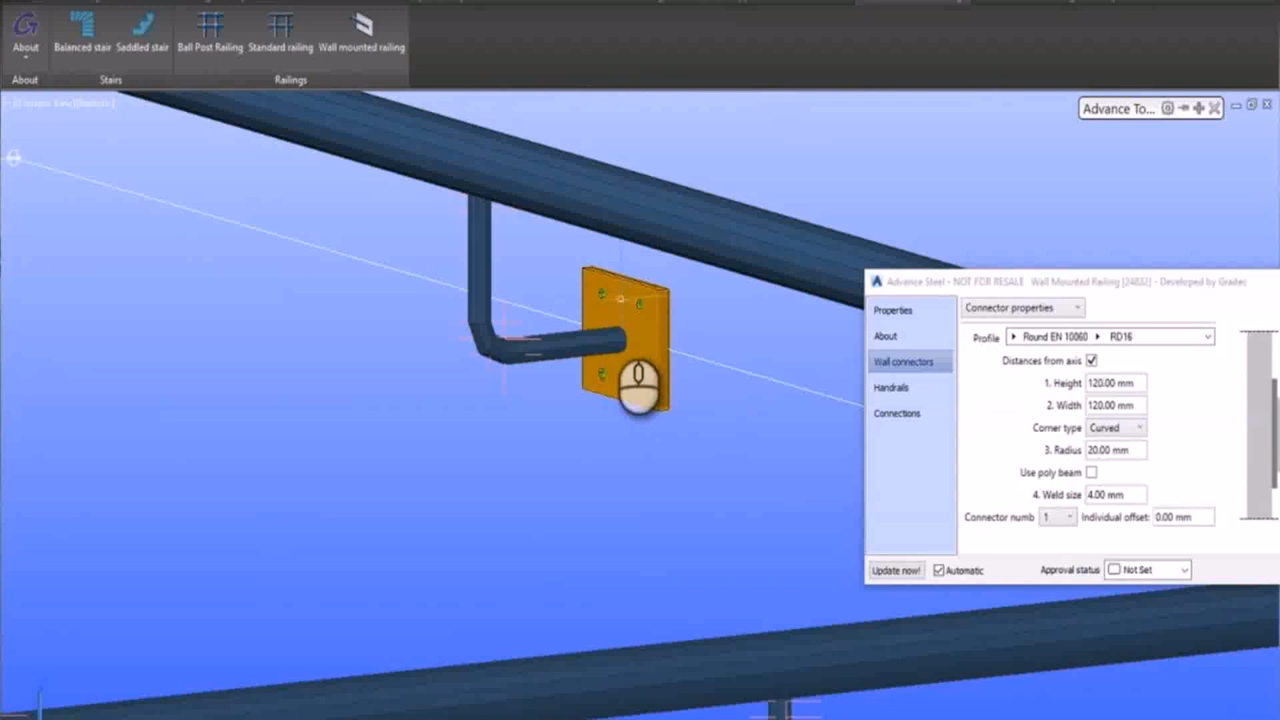 About
Balanced stair
Saddled stair
Ball Post Railing
Standard railing
Wall mounted railing
About
Stairs
Railings
Advance To...
Advance Steel - NOT FOR RESALE Wall Mounted Railing [24832] - Developed by Graitec
Properties
About
Wall connectors
Handrails
Connections
Connector properties
Profile Round EN 10060 RD16
Distances from axis
1. Height 120.00 mm
2. Width 120.00 mm
Corner type Curved
3. Radius 20.00 mm
Use poly beam
4. Weld size 4.00 mm
Connector numb 1 Individual offset: 0.00 mm
Update now! Automatic Approval status Not Set